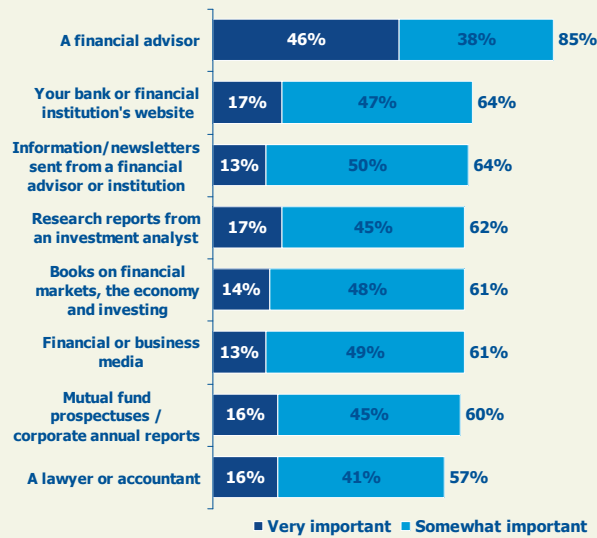 A financial advisor
46%
38%
85%
Your bank or financial
institution's website
17%
47%
64%
Information/newsletters
sent from a financial
advisor or institution
13%
50%
64%
Research reports from
an investment analyst
17%
45%
62%
Books on financial
markets, the economy
and investing
14%
48%
61%
Financial or business
media
13%
49%
61%
Mutual fund
prospectuses /
corporate annual reports
16%
45%
60%
A lawyer or accountant
16%
41%
57%
Very important
Somewhat important